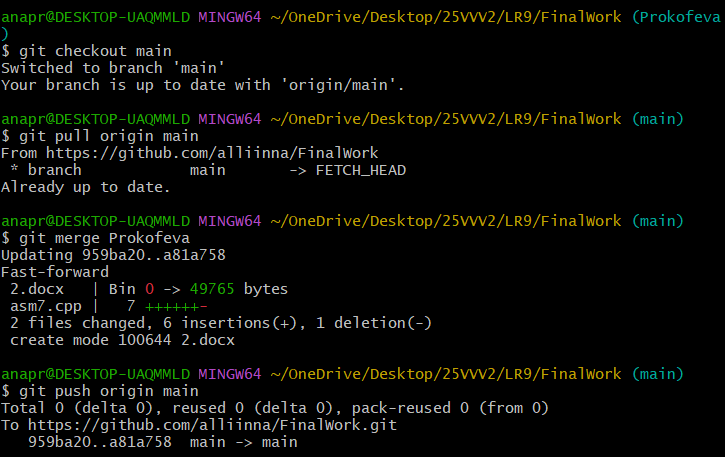 anapr@DESKTOP-UAQMMLD MINGW64 ~/OneDrive/Desktop/25VVV2/LR9/FinalWork (Prokofeva
)
$ git checkout main
Switched to branch 'main'
Your branch is up to date with 'origin/main'.
anapr@DESKTOP-UAQMMLD MINGW64 ~/OneDrive/Desktop/25VVV2/LR9/FinalWork (main)
$ git pull origin main
From https://github.com/alliinna/FinalWork
 * branch            main       -> FETCH_HEAD
Already up to date.
anapr@DESKTOP-UAQMMLD MINGW64 ~/OneDrive/Desktop/25VVV2/LR9/FinalWork (main)
$ git merge Prokofeva
Updating 959ba20..a81a758
Fast-forward
 2.docx   | Bin 0 -> 49765 bytes
 asm7.cpp |   7 ++++++-
 2 files changed, 6 insertions(+), 1 deletion(-)
 create mode 100644 2.docx
anapr@DESKTOP-UAQMMLD MINGW64 ~/OneDrive/Desktop/25VVV2/LR9/FinalWork (main)
$ git push origin main
Total 0 (delta 0), reused 0 (delta 0), pack-reused 0 (from 0)
To https://github.com/alliinna/FinalWork.git
   959ba20..a81a758  main -> main